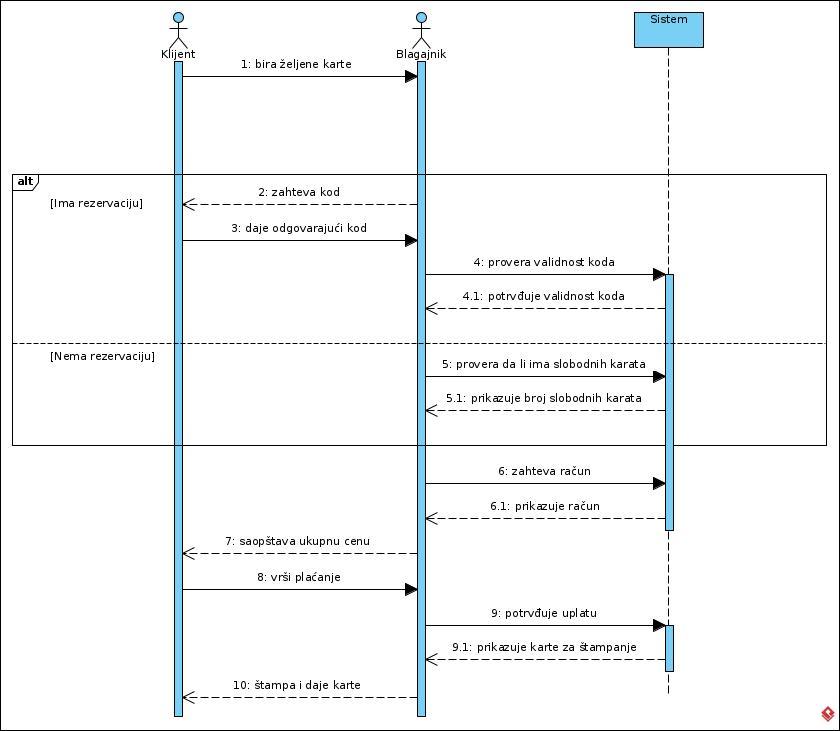 Klijent
Blagajnik
Sistem
1: bira željene karte
alt
[Ima rezervaciju]
2: zahteva kod
3: daje odgovarajući kod
4: provera validnost koda
4.1: potrvđuje validnost koda
[Nema rezervaciju]
5: provera da li ima slobodnih karata
5.1: prikazuje broj slobodnih karata
6: zahteva račun
6.1: prikazuje račun
7: saopštava ukupnu cenu
8: vrši plaćanje
9: potrvđuje uplatu
9.1: prikazuje karte za štampanje
10: štampa i daje karte